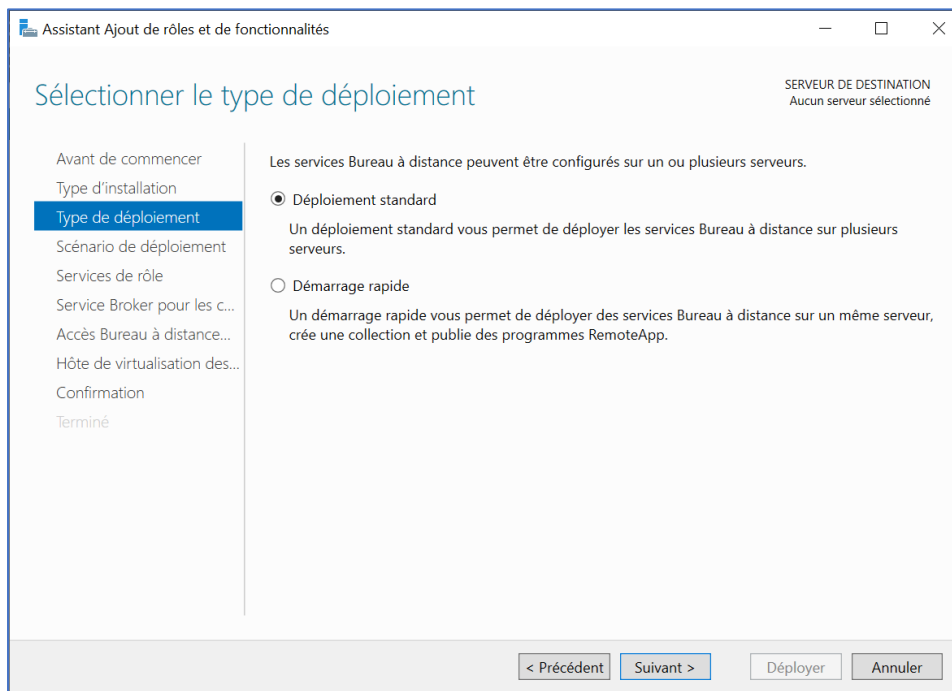 Assistant Ajout de rôles et de fonctionnalités
Sélectionner le type de déploiement
SERVEUR DE DESTINATION
Aucun serveur sélectionné
Avant de commencer
Type d'installation
Type de déploiement
Scénario de déploiement
Services de rôle
Service Broker pour les c...
Accès Bureau à distance...
Hôte de virtualisation des...
Confirmation
Terminé
Les services Bureau à distance peuvent être configurés sur un ou plusieurs serveurs.
Déploiement standard
Un déploiement standard vous permet de déployer les services Bureau à distance sur plusieurs
serveurs.
Démarrage rapide
Un démarrage rapide vous permet de déployer des services Bureau à distance sur un même serveur,
crée une collection et publie des programmes RemoteApp.
< Précédent
Suivant >
Déployer
Annuler